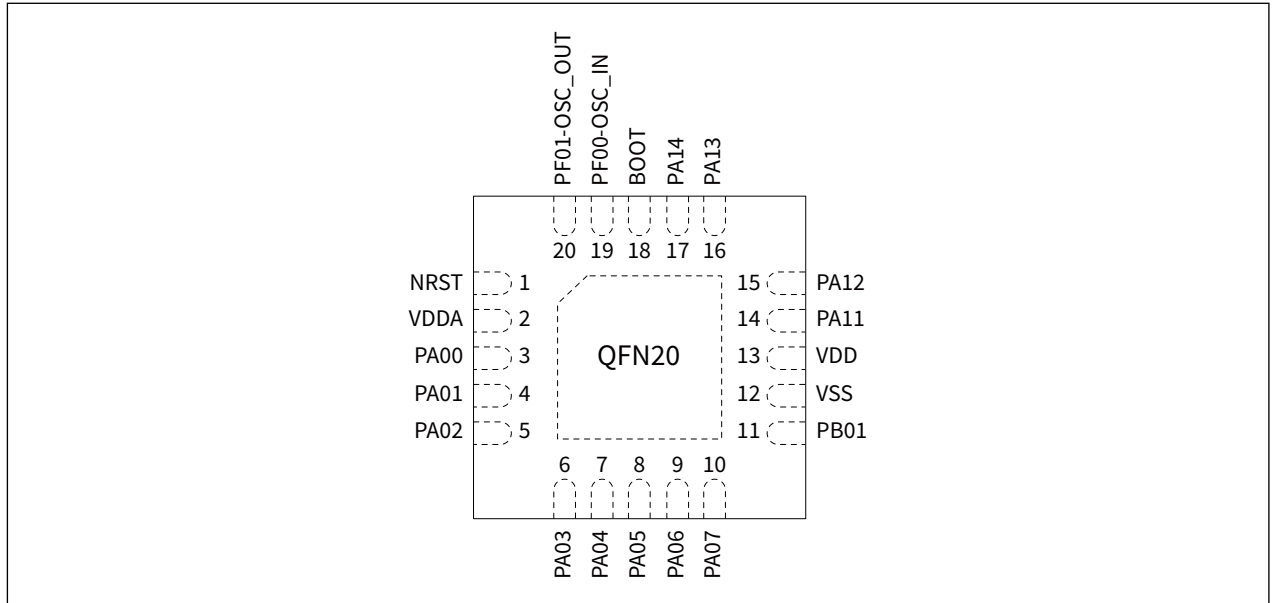 PF01-OSC_OUT
PF00-OSC_IN
BOOT
PA14
PA13
20 19 18 17 16
NRST 1
VDDA 2
PA00 3
PA01 4
PA02 5
QFN20
15 PA12
14 PA11
13 VDD
12 VSS
11 PB01
6 7 8 9 10
PA03
PA04
PA05
PA06
PA07